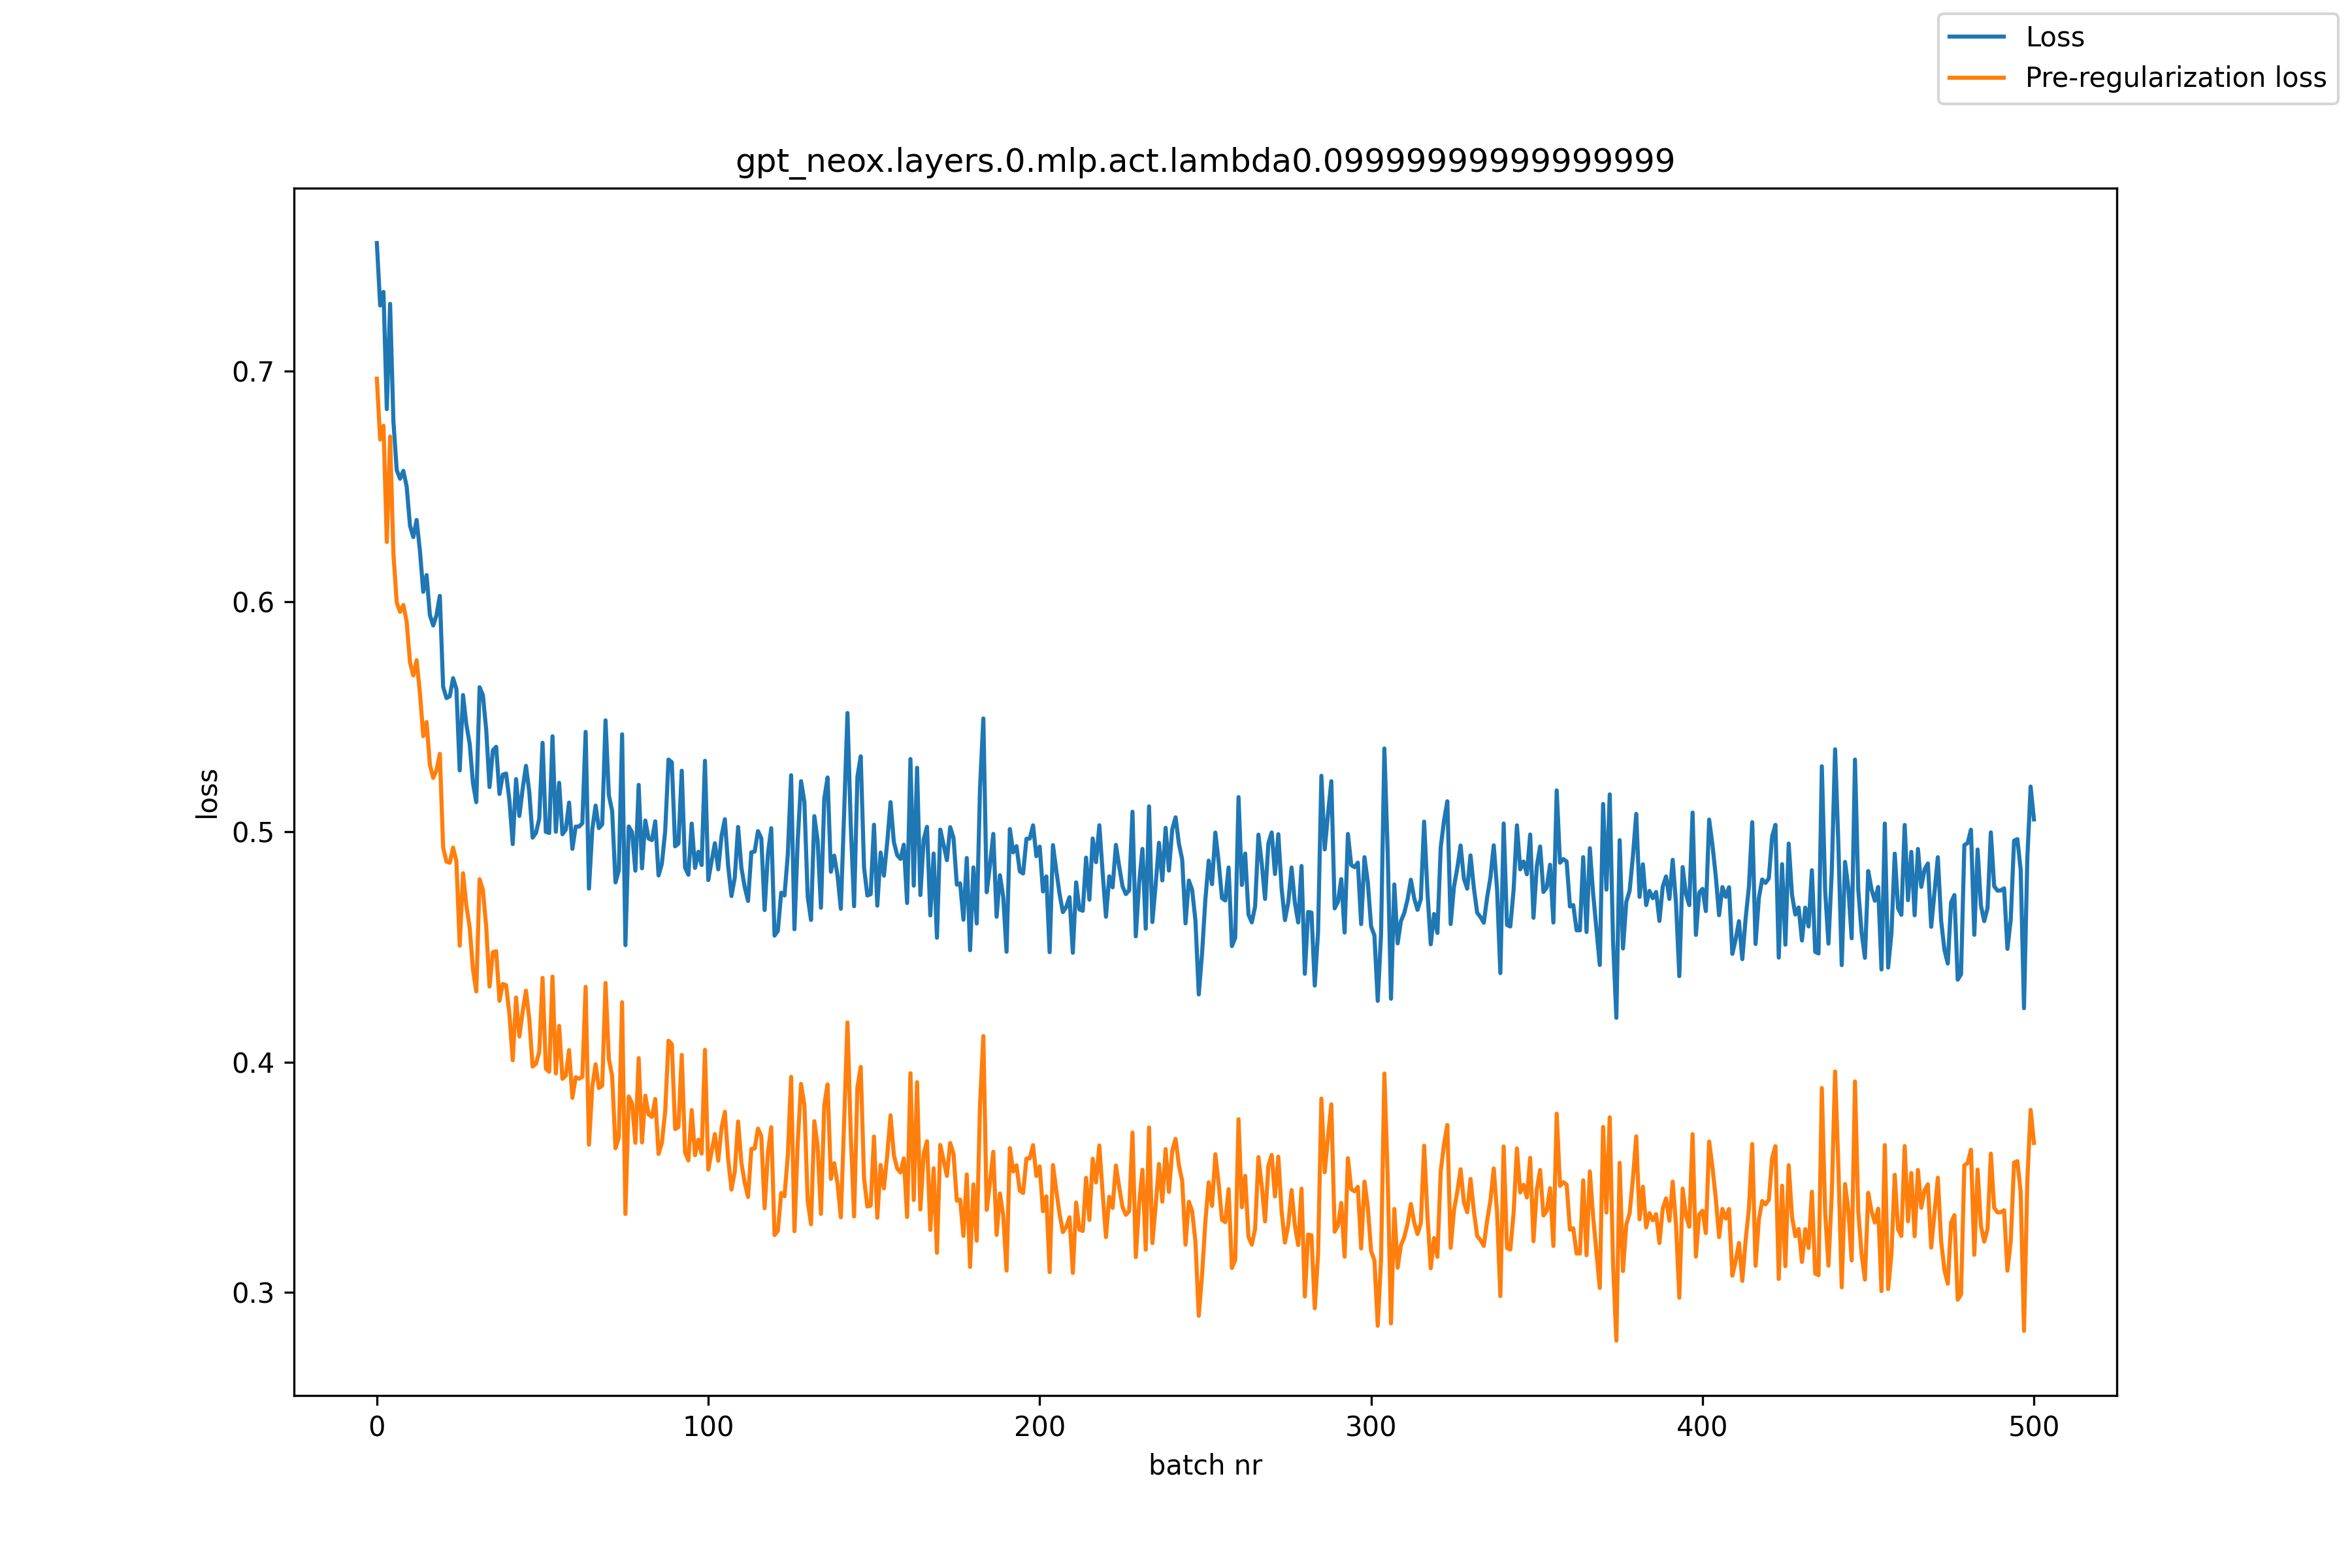 Loss
Pre-regularization loss
gpt_neox.layers.0.mlp.act.lambda0.09999999999999999
loss
0.7
0.6
0.5
0.4
0.3
0
100
200
300
400
500
batch nr